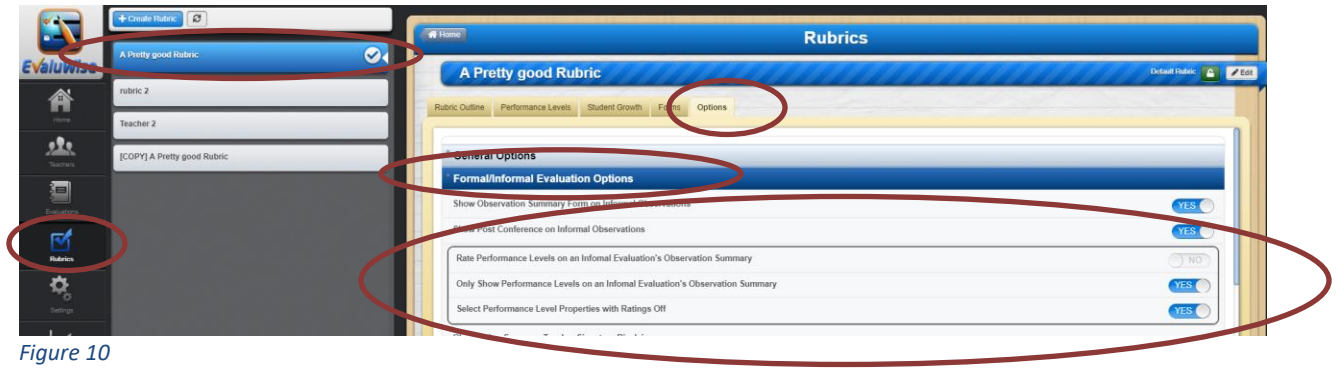 + Create Rubric
EvaluWise
A Pretty good Rubric
rubric 2
Teacher 2
[COPY] A Pretty good Rubric
Home
Teachers
Evaluations
Rubrics
Settings
Home
Rubrics
A Pretty good Rubric
Default Rubric
Edit
Rubric Outline
Performance Levels
Student Growth
Forms
Options
General Options
Formal/Informal Evaluation Options
Show Observation Summary Form on Informal Observations
YES
Show Post Conference on Informal Observations
YES
Rate Performance Levels on an Infomal Evaluation's Observation Summary
NO
Only Show Performance Levels on an Infomal Evaluation's Observation Summary
YES
Select Performance Level Properties with Ratings Off
YES
Figure 10